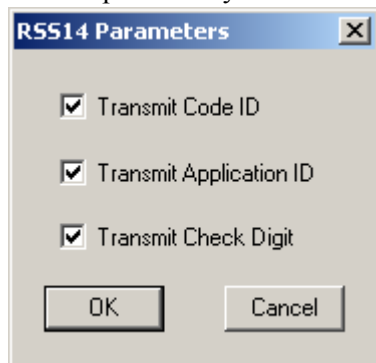 RSS14 Parameters
Transmit Code ID
Transmit Application ID
Transmit Check Digit
OK Cancel